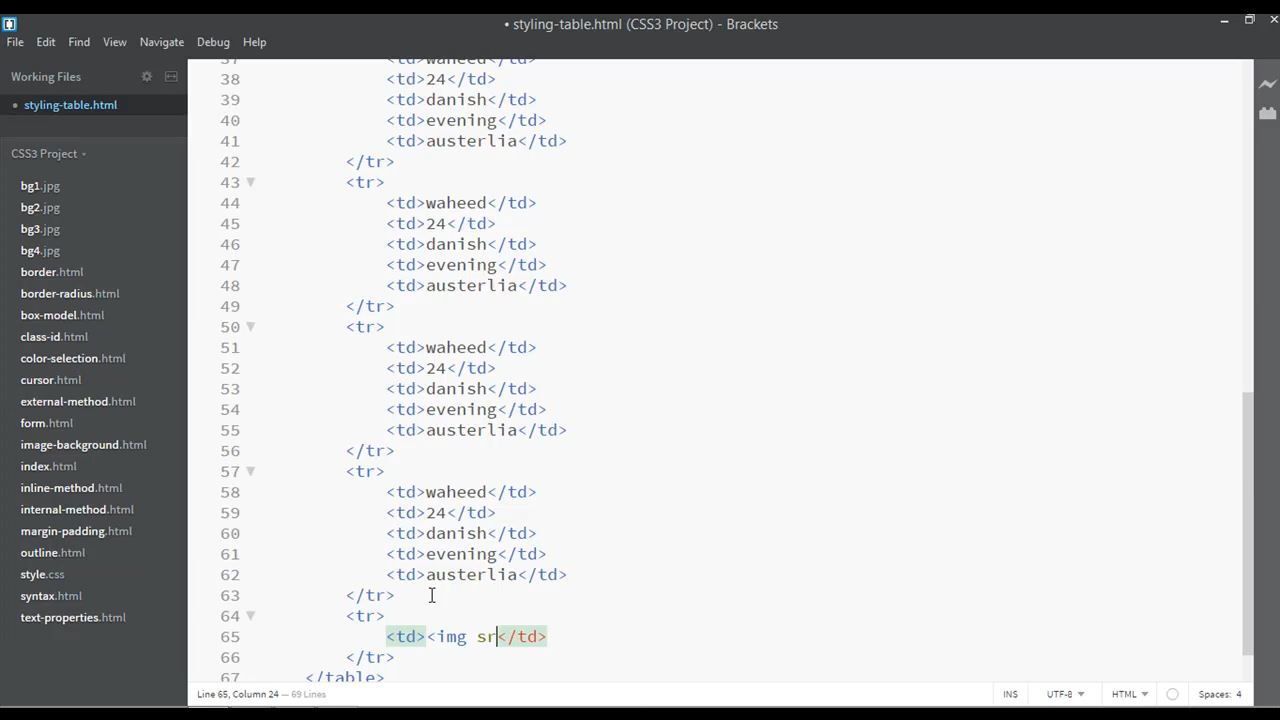 • styling-table.html (CSS3 Project) - Brackets
File Edit Find View Navigate Debug Help
Working Files
• styling-table.html
CSS3 Project
bg1.jpg
bg2.jpg
bg3.jpg
bg4.jpg
border.html
border-radius.html
box-model.html
class-id.html
color-selection.html
cursor.html
external-method.html
form.html
image-background.html
index.html
inline-method.html
internal-method.html
margin-padding.html
outline.html
style.css
syntax.html
text-properties.html
37 <td>waheed</td>
38 <td>24</td>
39 <td>danish</td>
40 <td>evening</td>
41 <td>austerlia</td>
42 </tr>
43 <tr>
44 <td>waheed</td>
45 <td>24</td>
46 <td>danish</td>
47 <td>evening</td>
48 <td>austerlia</td>
49 </tr>
50 <tr>
51 <td>waheed</td>
52 <td>24</td>
53 <td>danish</td>
54 <td>evening</td>
55 <td>austerlia</td>
56 </tr>
57 <tr>
58 <td>waheed</td>
59 <td>24</td>
60 <td>danish</td>
61 <td>evening</td>
62 <td>austerlia</td>
63 </tr>
64 <tr>
65 <td><img sr</td>
66 </tr>
67 </table>
Line 65, Column 24 — 69 Lines
INS UTF-8 HTML Spaces: 4